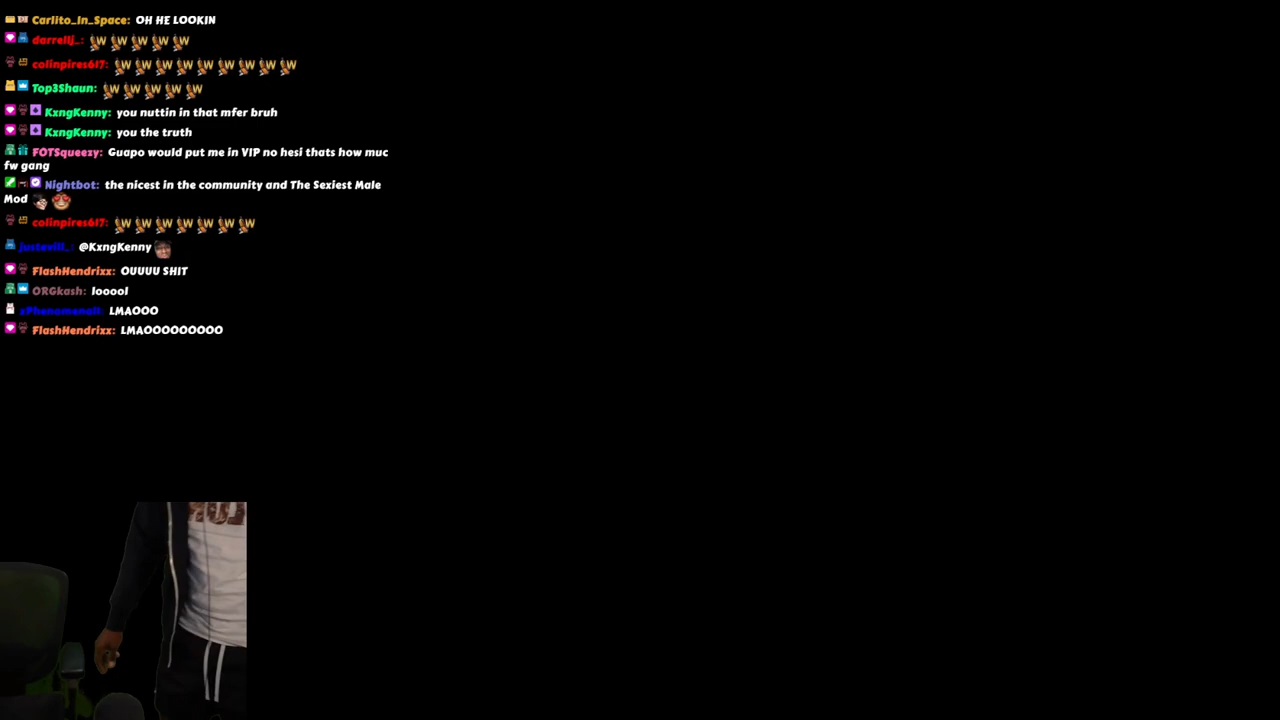 Carlito_In_Space: OH HE LOOKIN
darrellj_: W W W W W
colinpires617: W W W W W W W W W
Top3Shaun: W W W W W
KxngKenny: you nuttin in that mfer bruh
KxngKenny: you the truth
FOTSqueezy: Guapo would put me in VIP no hesi thats how muc
fw gang
Nightbot: the nicest in the community and The Sexiest Male
Mod
colinpires617: W W W W W W W
justevill_: @KxngKenny
FlashHendrixx: OUUUU SHIT
ORGkash: looool
LMAOOO
FlashHendrixx: LMAOOOOOOOOO